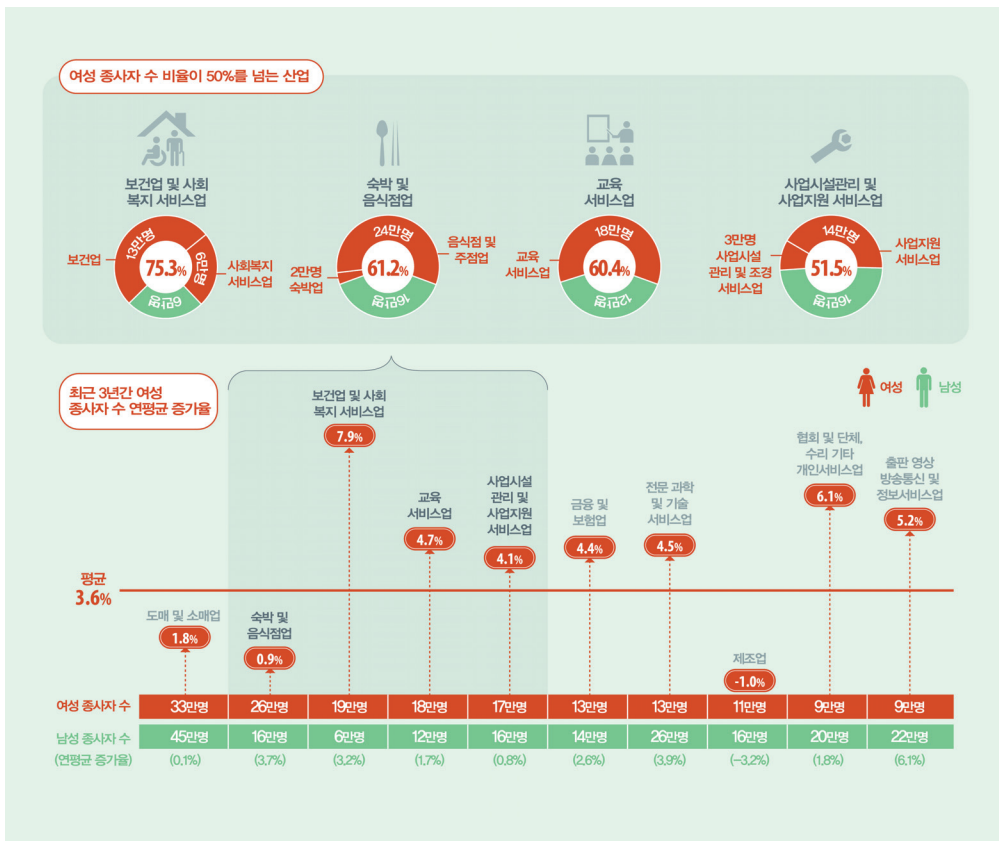 여성 종사자 수 비율이 50%를 넘는 산업
보건업 및 사회
복지 서비스업
숙박 및
음식점업
교육
서비스업
사업시설관리 및
사업지원 서비스업
보건업
13만명
75.3%
6만명
사회복지
서비스업
6만명
2만명
숙박업
24만명
61.2%
음식점 및
주점업
16만명
교육
서비스업
18만명
60.4%
12만명
3만명
사업시설
관리 및 조경
서비스업
14만명
51.5%
사업지원
서비스업
16만명
최근 3년간 여성
종사자 수 연평균 증가율
여성
남성
평균
3.6%
도매 및 소매업
1.8%
숙박 및
음식점업
0.9%
보건업 및 사회
복지 서비스업
7.9%
교육
서비스업
4.7%
사업시설
관리 및
사업지원
서비스업
4.1%
금융 및
보험업
4.4%
전문 과학
및 기술
서비스업
4.5%
제조업
-1.0%
협회 및 단체,
수리 기타
개인서비스업
6.1%
출판 영상
방송통신 및
정보서비스업
5.2%
여성 종사자 수 33만명 26만명 19만명 18만명 17만명 13만명 13만명 11만명 9만명 9만명
남성 종사자 수 45만명 16만명 6만명 12만명 16만명 14만명 26만명 16만명 20만명 22만명
(연평균 증가율) (0.1%) (3.7%) (3.2%) (1.7%) (0.8%) (2.6%) (3.9%) (-3.2%) (1.8%) (6.1%)